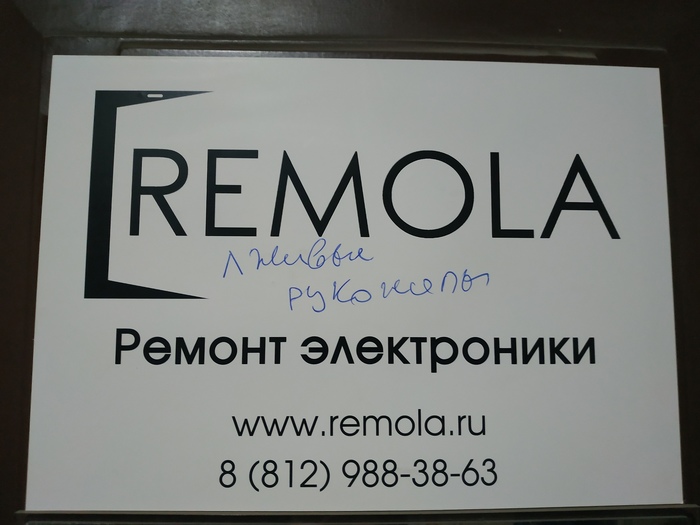 REMOLA
лживые
рукожопы
Ремонт электроники
www.remola.ru
8 (812) 988-38-63